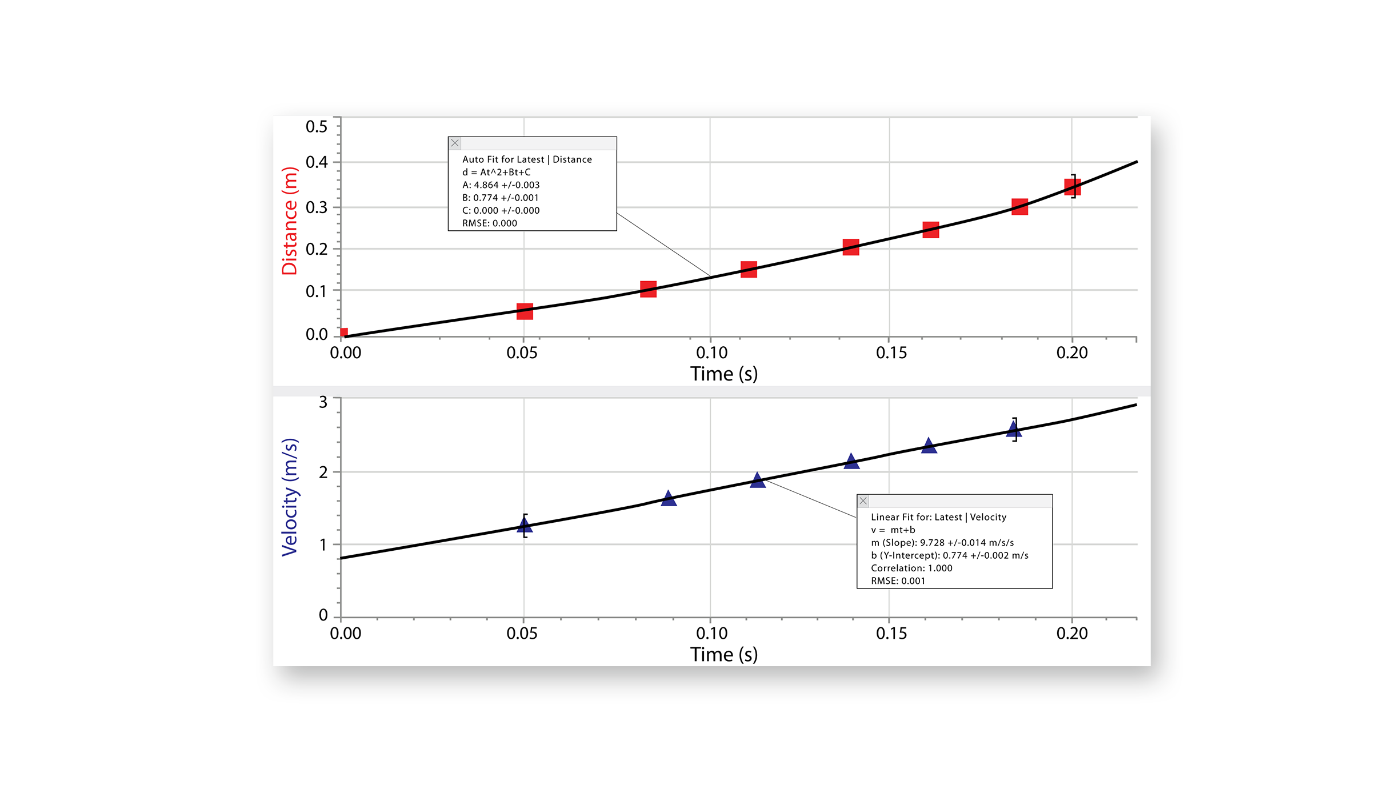 0.5
0.4
0.3
0.2
0.1
0.0
Distance (m)
Auto Fit for Latest | Distance
d = At^2+Bt+C
A: 4.864 +/-0.003
B: 0.774 +/-0.001
C: 0.000 +/-0.000
RMSE: 0.000
0.00 0.05 0.10 0.15 0.20
Time (s)
3
2
1
0
Velocity (m/s)
Linear Fit for: Latest | Velocity
v = mt+b
m (Slope): 9.728 +/-0.014 m/s/s
b (Y-Intercept): 0.774 +/-0.002 m/s
Correlation: 1.000
RMSE: 0.001
0.00 0.05 0.10 0.15 0.20
Time (s)